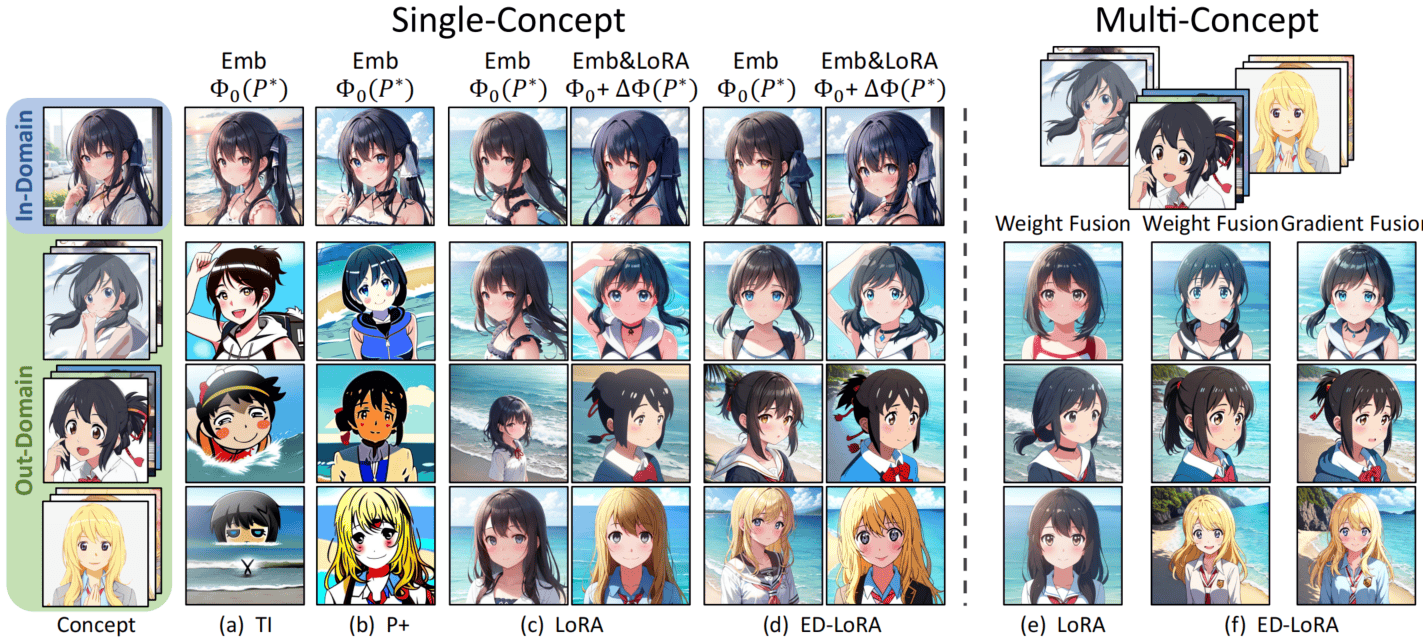 Single-Concept
Multi-Concept
Emb
Φ₀(P*)
Emb
Φ₀(P*)
Emb
Φ₀(P*)
Emb&LoRA
Φ₀+ ΔΦ(P*)
Emb
Φ₀(P*)
Emb&LoRA
Φ₀+ ΔΦ(P*)
In-Domain
Out-Domain
Weight Fusion
Weight Fusion
Gradient Fusion
Concept
(a) TI
(b) P+
(c) LoRA
(d) ED-LoRA
(e) LoRA
(f) ED-LoRA